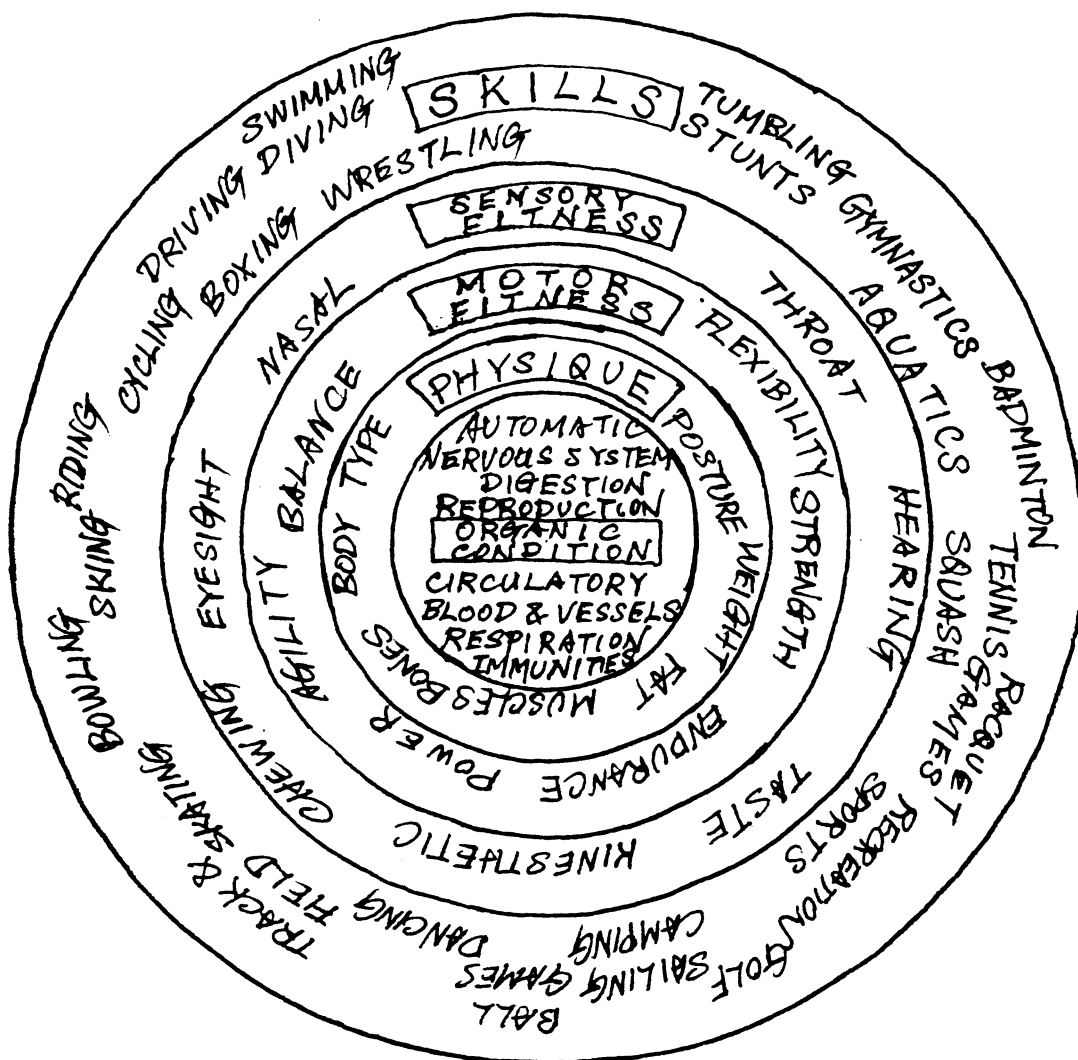 SKILLS
TUMBLING
STUNTS
GYMNASTICS
AQUATICS
BADMINTON
TENNIS
SQUASH
RACQUET
GAMES
RECREATION
SPORTS
GOLF
SAILING
CAMPING
BALL
GAMES
DANCING
TRACK &
FIELD
SKATING
BOWLING
SKIING
RIDING
CYCLING
DRIVING
BOXING
DIVING
SWIMMING
WRESTLING
SENSORY
FITNESS
THROAT
HEARING
TASTE
KINESTHETIC
CHEWING
EYESIGHT
NASAL
MOTOR
FITNESS
FLEXIBILITY
STRENGTH
ENDURANCE
POWER
AGILITY
BALANCE
PHYSIQUE
POSTURE
WEIGHT
FAT
MUSCLES
BONES
BODY TYPE
AUTOMATIC
NERVOUS SYSTEM
DIGESTION
REPRODUCTION
ORGANIC
CONDITION
CIRCULATORY
BLOOD & VESSELS
RESPIRATION
IMMUNITIES